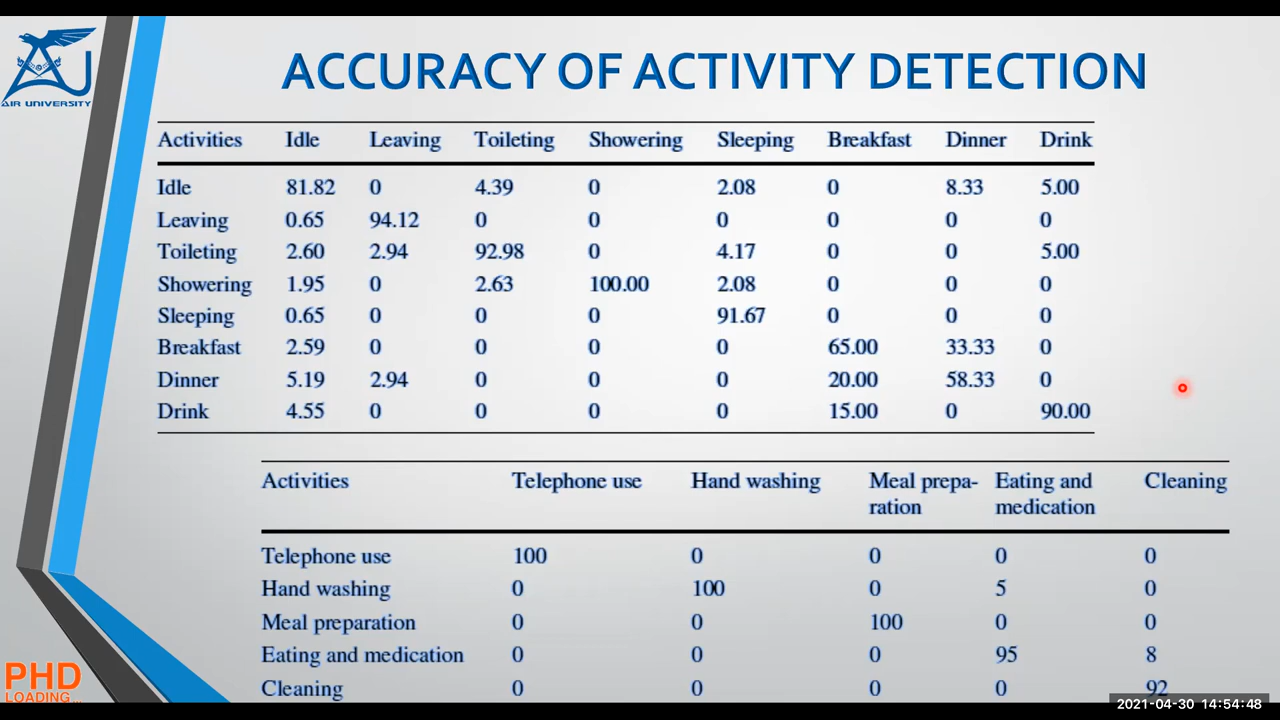 AIR UNIVERSITY
ACCURACY OF ACTIVITY DETECTION
Activities Idle Leaving Toileting Showering Sleeping Breakfast Dinner Drink
Idle 81.82 0 4.39 0 2.08 0 8.33 5.00
Leaving 0.65 94.12 0 0 0 0 0 0
Toileting 2.60 2.94 92.98 0 4.17 0 0 5.00
Showering 1.95 0 2.63 100.00 2.08 0 0 0
Sleeping 0.65 0 0 0 91.67 0 0 0
Breakfast 2.59 0 0 0 0 65.00 33.33 0
Dinner 5.19 2.94 0 0 0 20.00 58.33 0
Drink 4.55 0 0 0 0 15.00 0 90.00
Activities Telephone use Hand washing Meal prepa- Eating and Cleaning
ration medication
Telephone use 100 0 0 0 0
Hand washing 0 100 0 5 0
Meal preparation 0 0 100 0 0
Eating and medication 0 0 0 95 8
Cleaning 0 0 0 0 92
PHD
LOADING...
2021-04-30 14:54:48